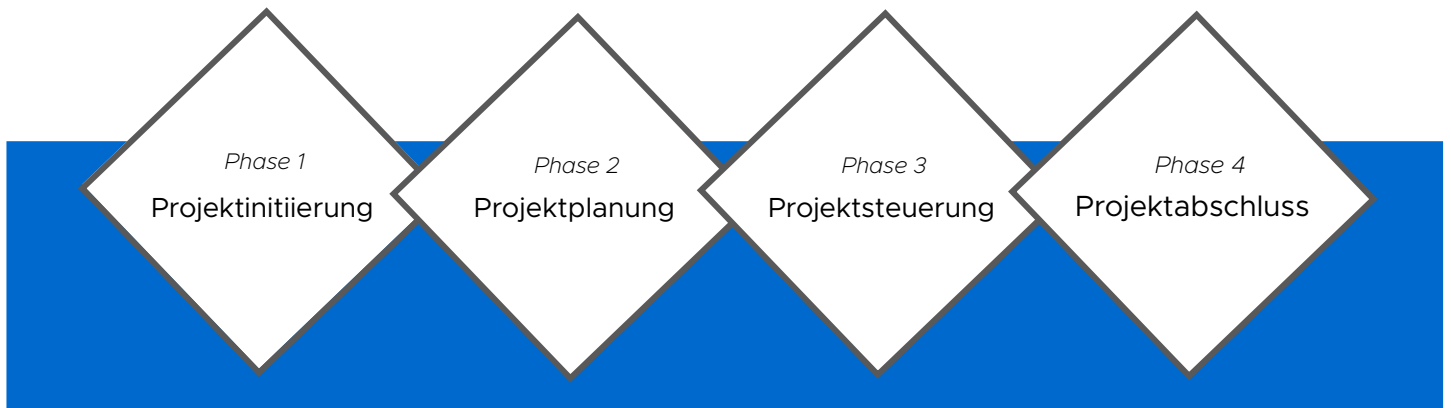 Phase 1
Projektinitiierung
Phase 2
Projektplanung
Phase 3
Projektsteuerung
Phase 4
Projektabschluss